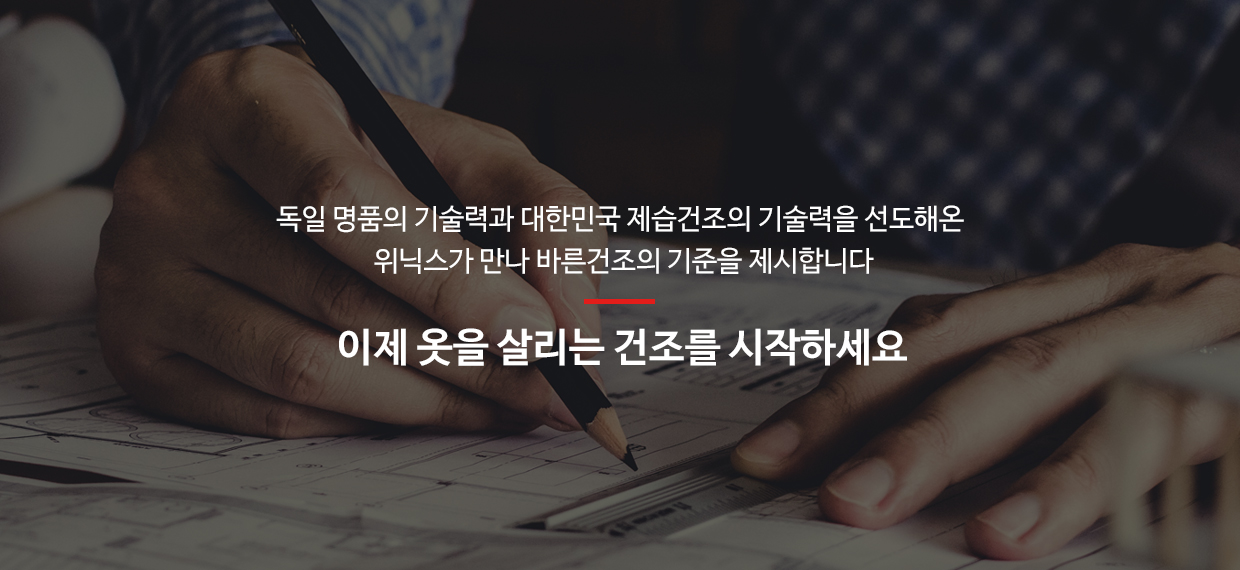 독일 명품의 기술력과 대한민국 제습건조의 기술력을 선도해온
위닉스가 만나 바른건조의 기준을 제시합니다
이제 옷을 살리는 건조를 시작하세요